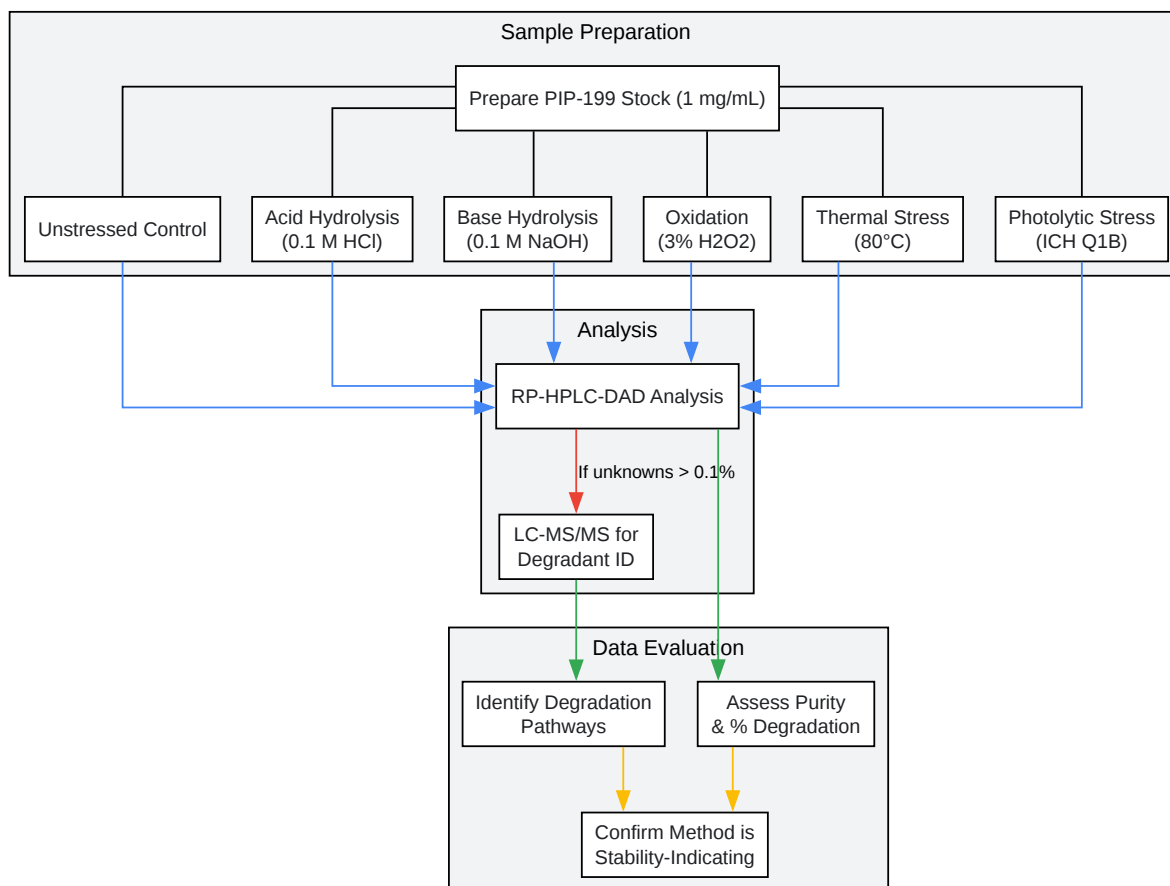 Sample Preparation
Prepare PIP-199 Stock (1 mg/mL)
Unstressed Control
Acid Hydrolysis
(0.1 M HCl)
Base Hydrolysis
(0.1 M NaOH)
Oxidation
(3% H2O2)
Thermal Stress
(80°C)
Photolytic Stress
(ICH Q1B)
Analysis
RP-HPLC-DAD Analysis
If unknowns > 0.1%
LC-MS/MS for
Degradant ID
Data Evaluation
Identify Degradation
Pathways
Assess Purity
& % Degradation
Confirm Method is
Stability-Indicating